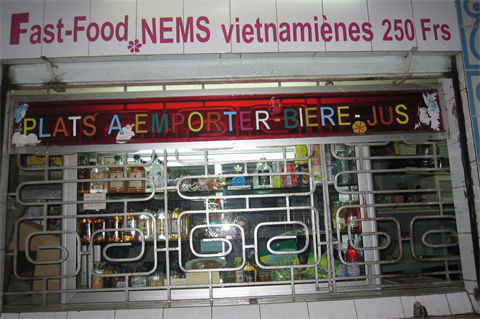 Fast-Food NEMS vietnamiènes 250 Frs
PLATS A-EMPORTER-BIERE-JUS